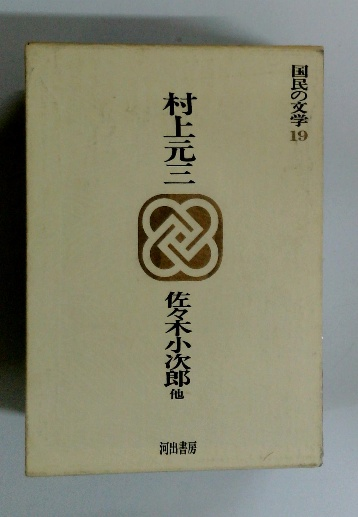 国民の文学 19
村上元三
佐々木小次郎 他
河出書房